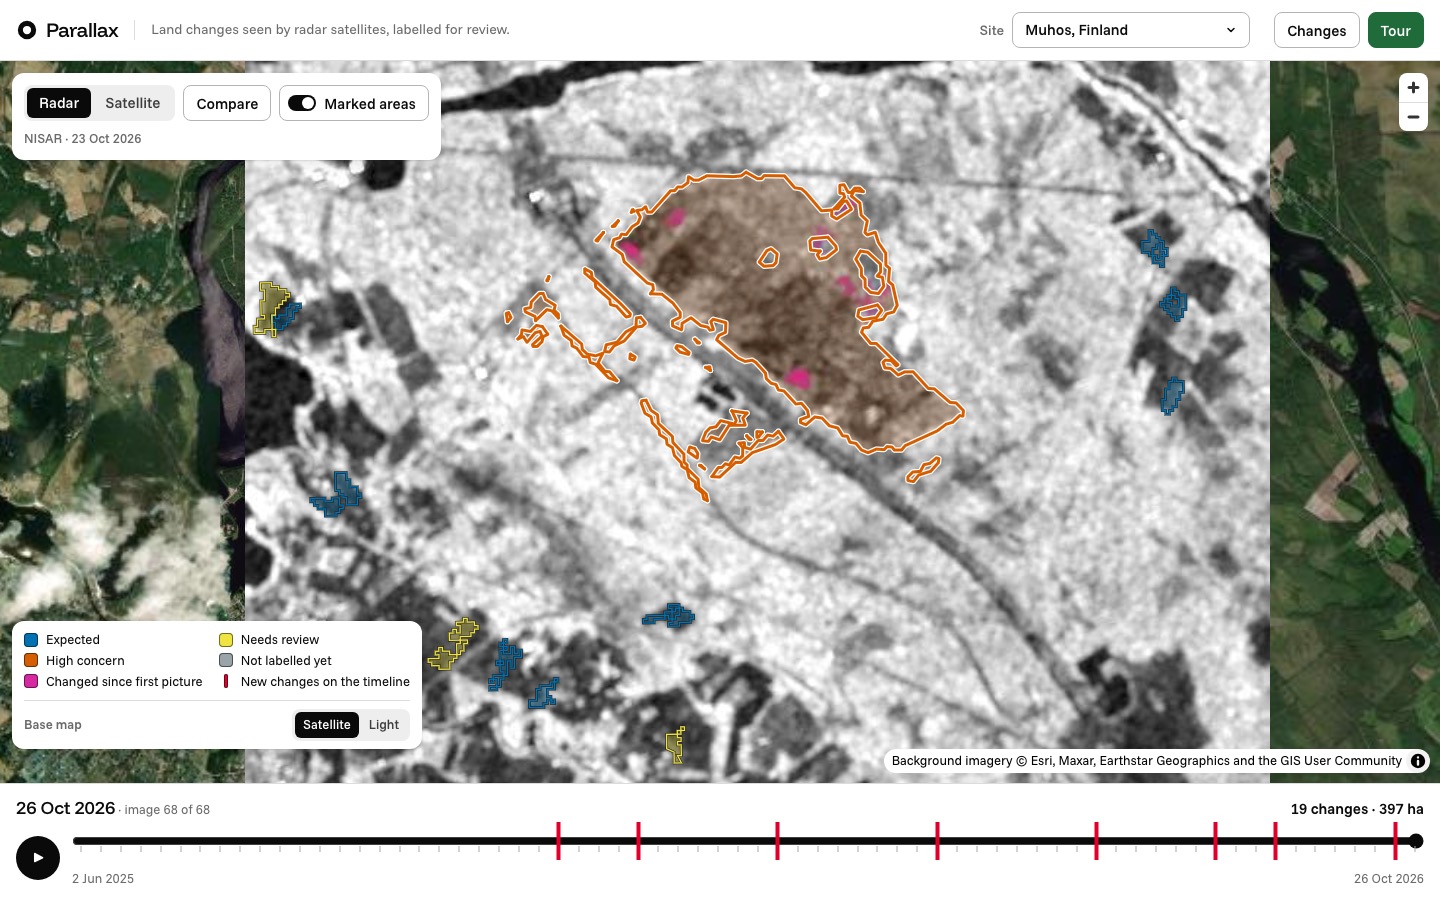 Parallax
Land changes seen by radar satellites, labelled for review.
Site
Muhos, Finland
Changes
Tour
Radar
Satellite
Compare
Marked areas
NISAR · 23 Oct 2026
Expected
Needs review
High concern
Not labelled yet
Changed since first picture
New changes on the timeline
Base map
Satellite
Light
Background imagery © Esri, Maxar, Earthstar Geographics and the GIS User Community
26 Oct 2026 · image 68 of 68
19 changes · 397 ha
2 Jun 2025
26 Oct 2026